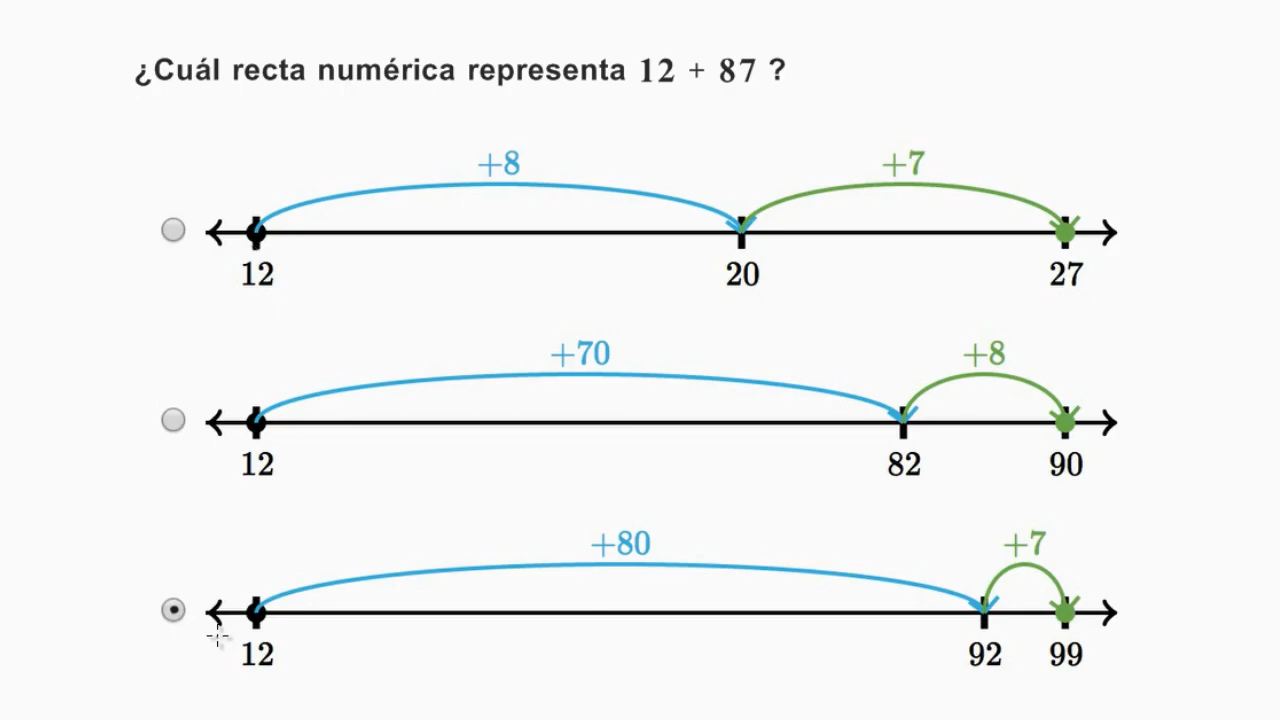 ¿Cuál recta numérica representa 12 + 87 ?
+8 +7
12 20 27
+70 +8
12 82 90
+80 +7
12 92 99